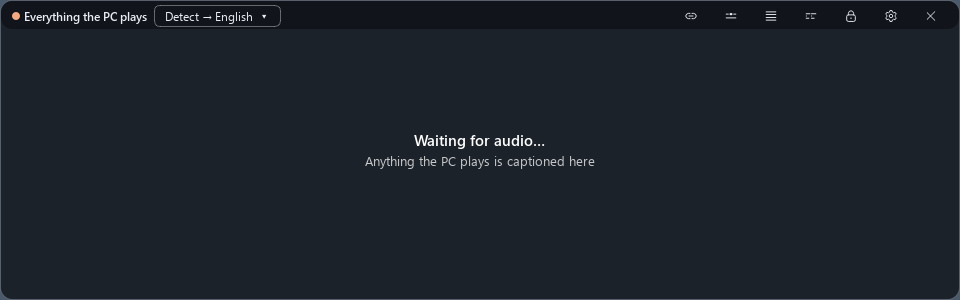 Everything the PC plays
Detect → English
Waiting for audio...
Anything the PC plays is captioned here